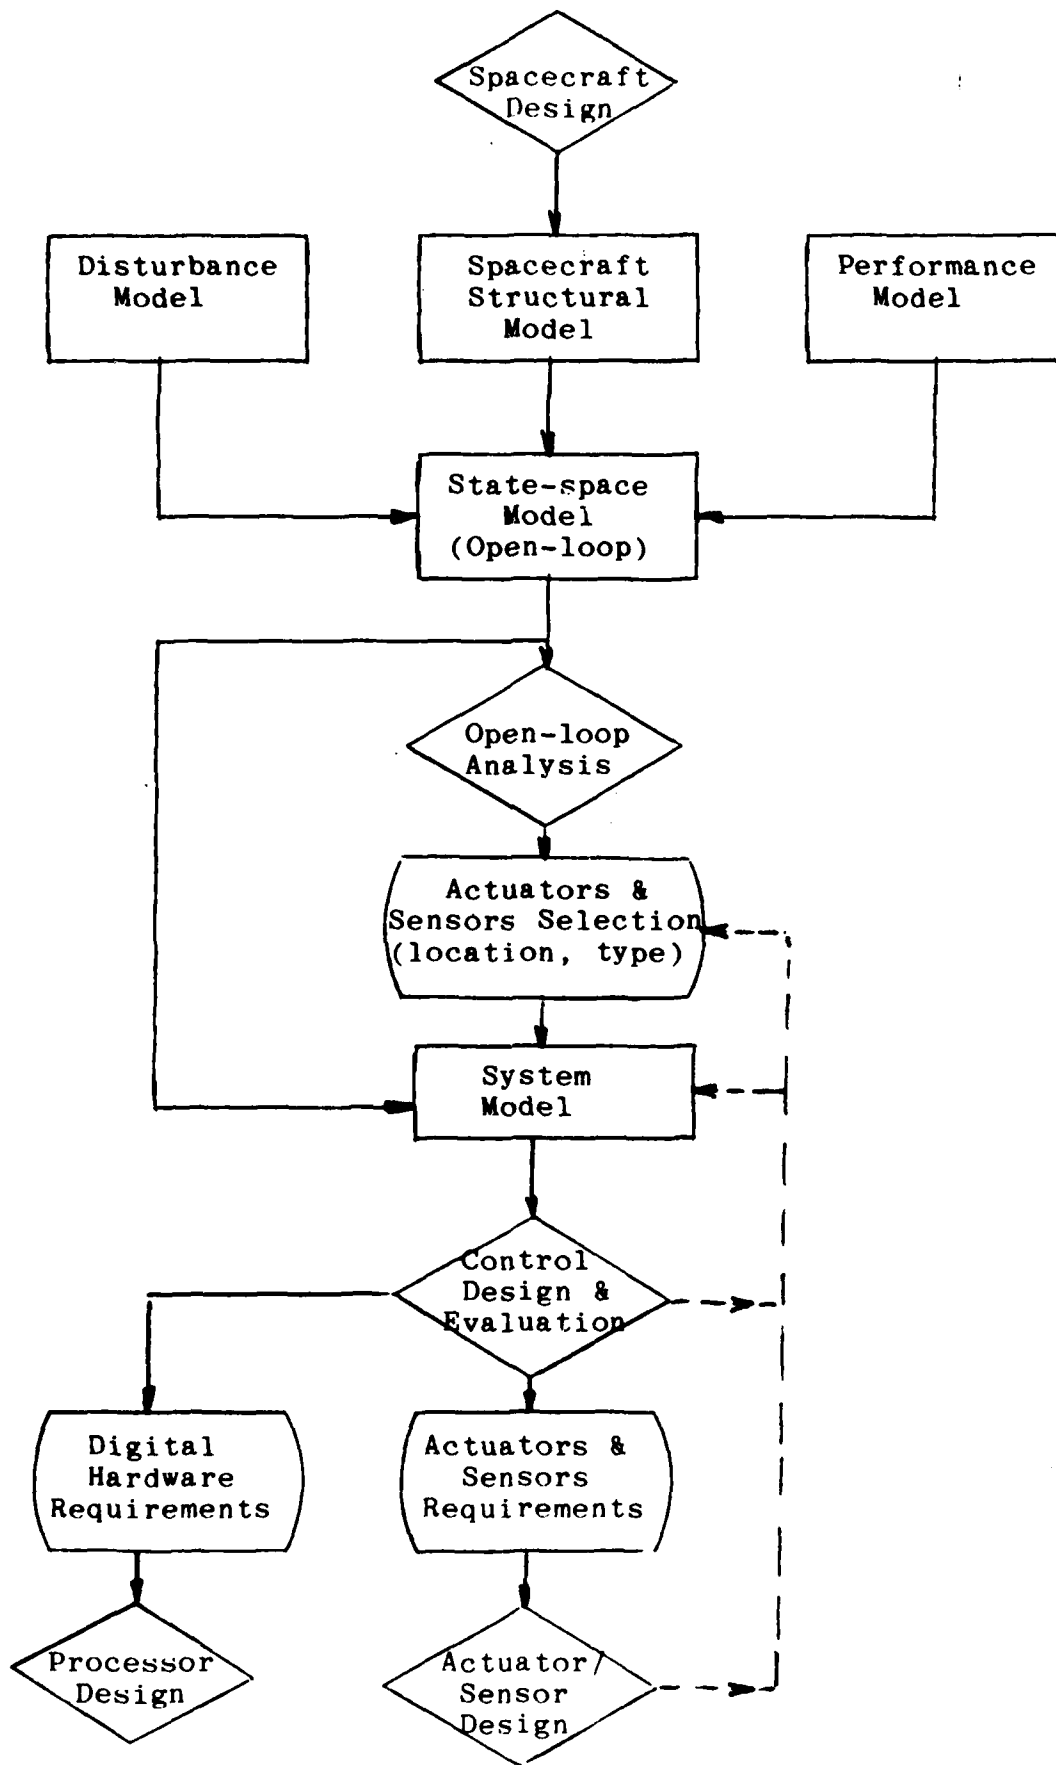 Spacecraft
Design
Disturbance
Model
Spacecraft
Structural
Model
Performance
Model
State-space
Model
(Open-loop)
Open-loop
Analysis
Actuators &
Sensors Selection
(location, type)
System
Model
Control
Design &
Evaluation
Digital
Hardware
Requirements
Actuators &
Sensors
Requirements
Processor
Design
Actuator/
Sensor
Design